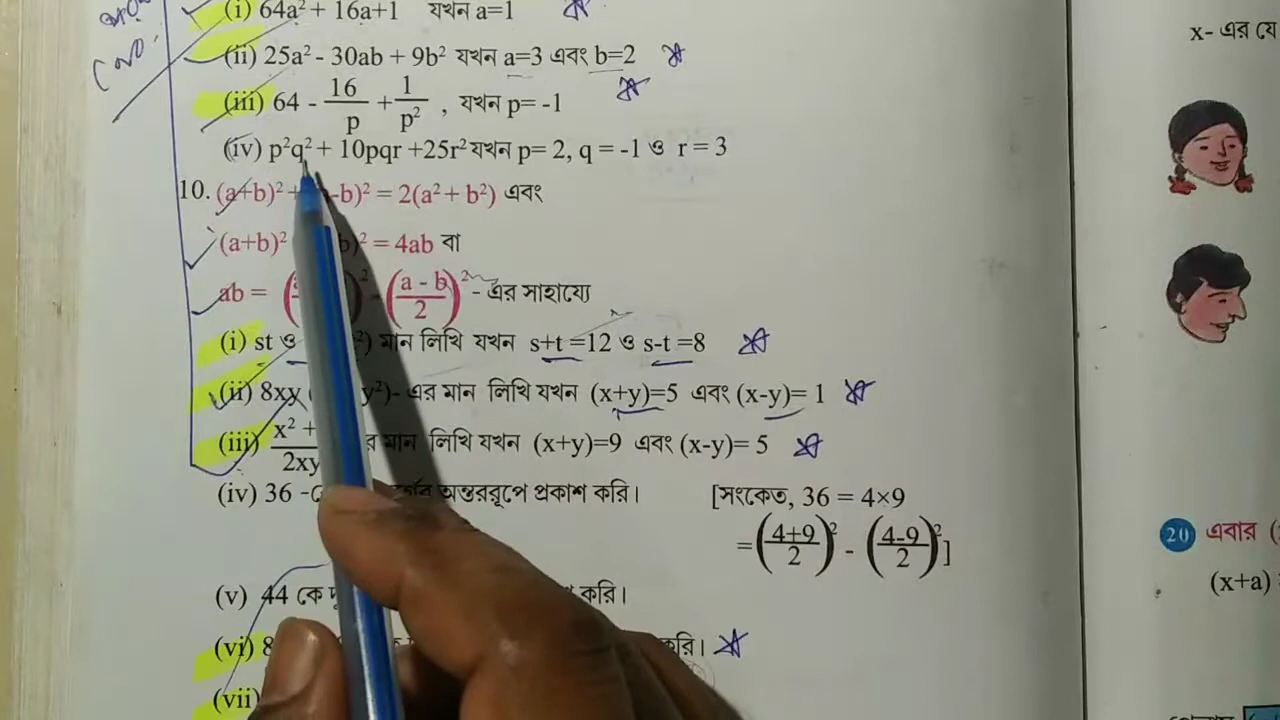 (i) 64a² + 16a+1 যখন a=1
(ii) 25a² - 30ab + 9b² যখন a=3 এবং b=2
(iii) 64 - 16/p + 1/p² , যখন p= -1
(iv) p²q² + 10pqr +25r² যখন p= 2, q = -1 ও r = 3
10. (a+b)² + -b)² = 2(a² + b²) এবং
(a+b)² b)² = 4ab বা
ab = ( )² - ((a - b)/2)² - এর সাহায্যে
(i) st ও ²) মান লিখি যখন s+t =12 ও s-t =8
(ii) 8xy ( y²)- এর মান লিখি যখন (x+y)=5 এবং (x-y)= 1
(iii) x² + / 2xy মান লিখি যখন (x+y)=9 এবং (x-y)= 5
(iv) 36 - অন্তররূপে প্রকাশ করি। [সংকেত, 36 = 4×9
= ((4+9)/2)² - ((4-9)/2)² ]
(v) 44 কে করি।
(vi) 8 করি।
(vii)
x- এর যে
20 এবার (
(x+a)